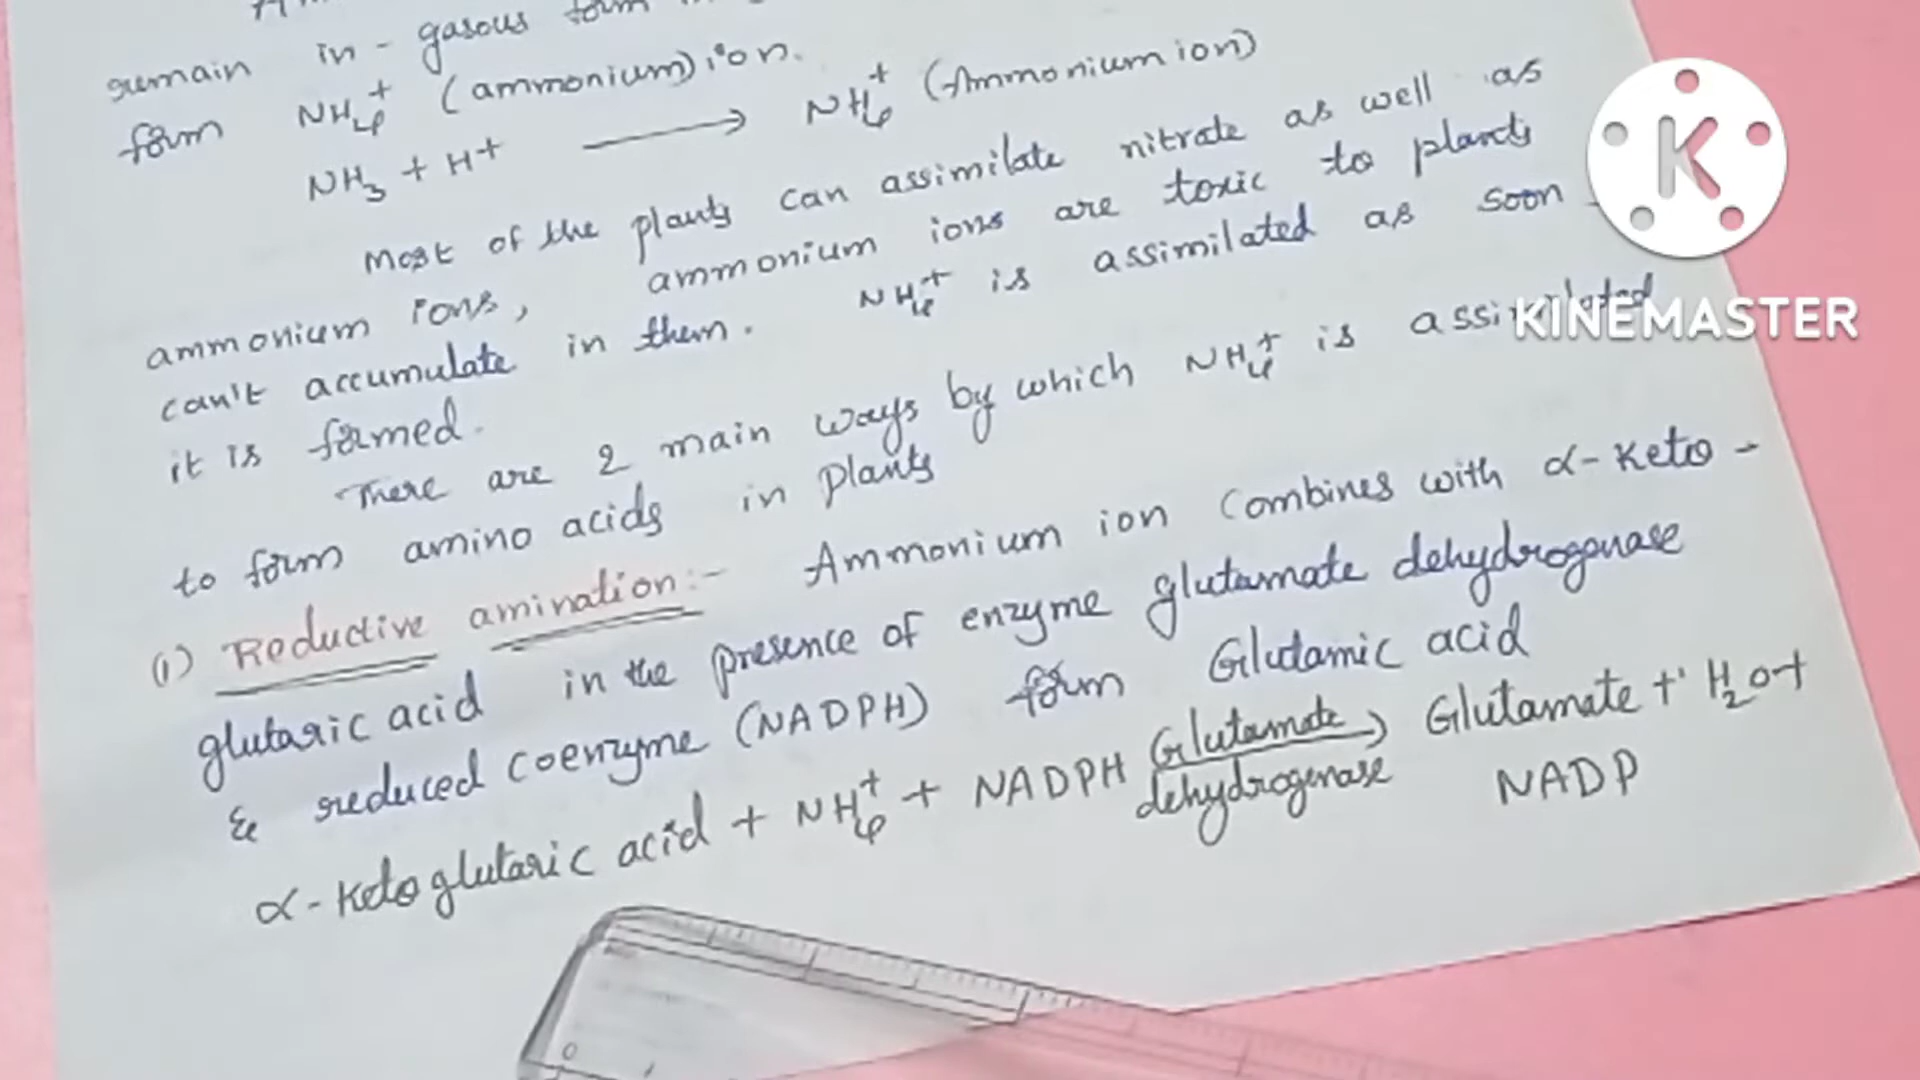 remain in - gasous form
form NH4+ (ammonium) ion.
NH3 + H+ ⟶ NH4+ (Ammonium ion)
Most of the plants can assimilate nitrate as well as
ammonium ions, ammonium ions are toxic to plants
can't accumulate in them. NH4+ is assimilated as soon
it is formed.
There are 2 main ways by which NH4+ is assimilated
to form amino acids in plants
(1) Reductive amination:- Ammonium ion combines with α-Keto-
glutaric acid in the presence of enzyme glutamate dehydrogenase
& reduced coenzyme (NADPH) form Glutamic acid
α-Ketoglutaric acid + NH4+ + NADPH Glutamate ⟶ Glutamate + H2O +
dehydrogenase NADP
K
KINEMASTER
0